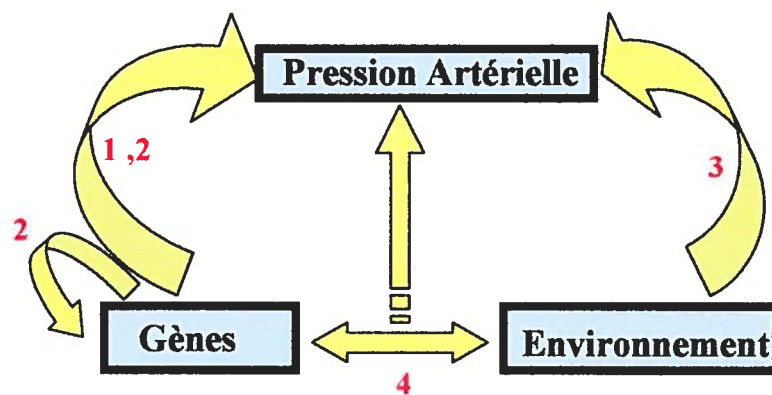 Pression Artérielle
1 ,2
3
2
Gènes
Environnement
4